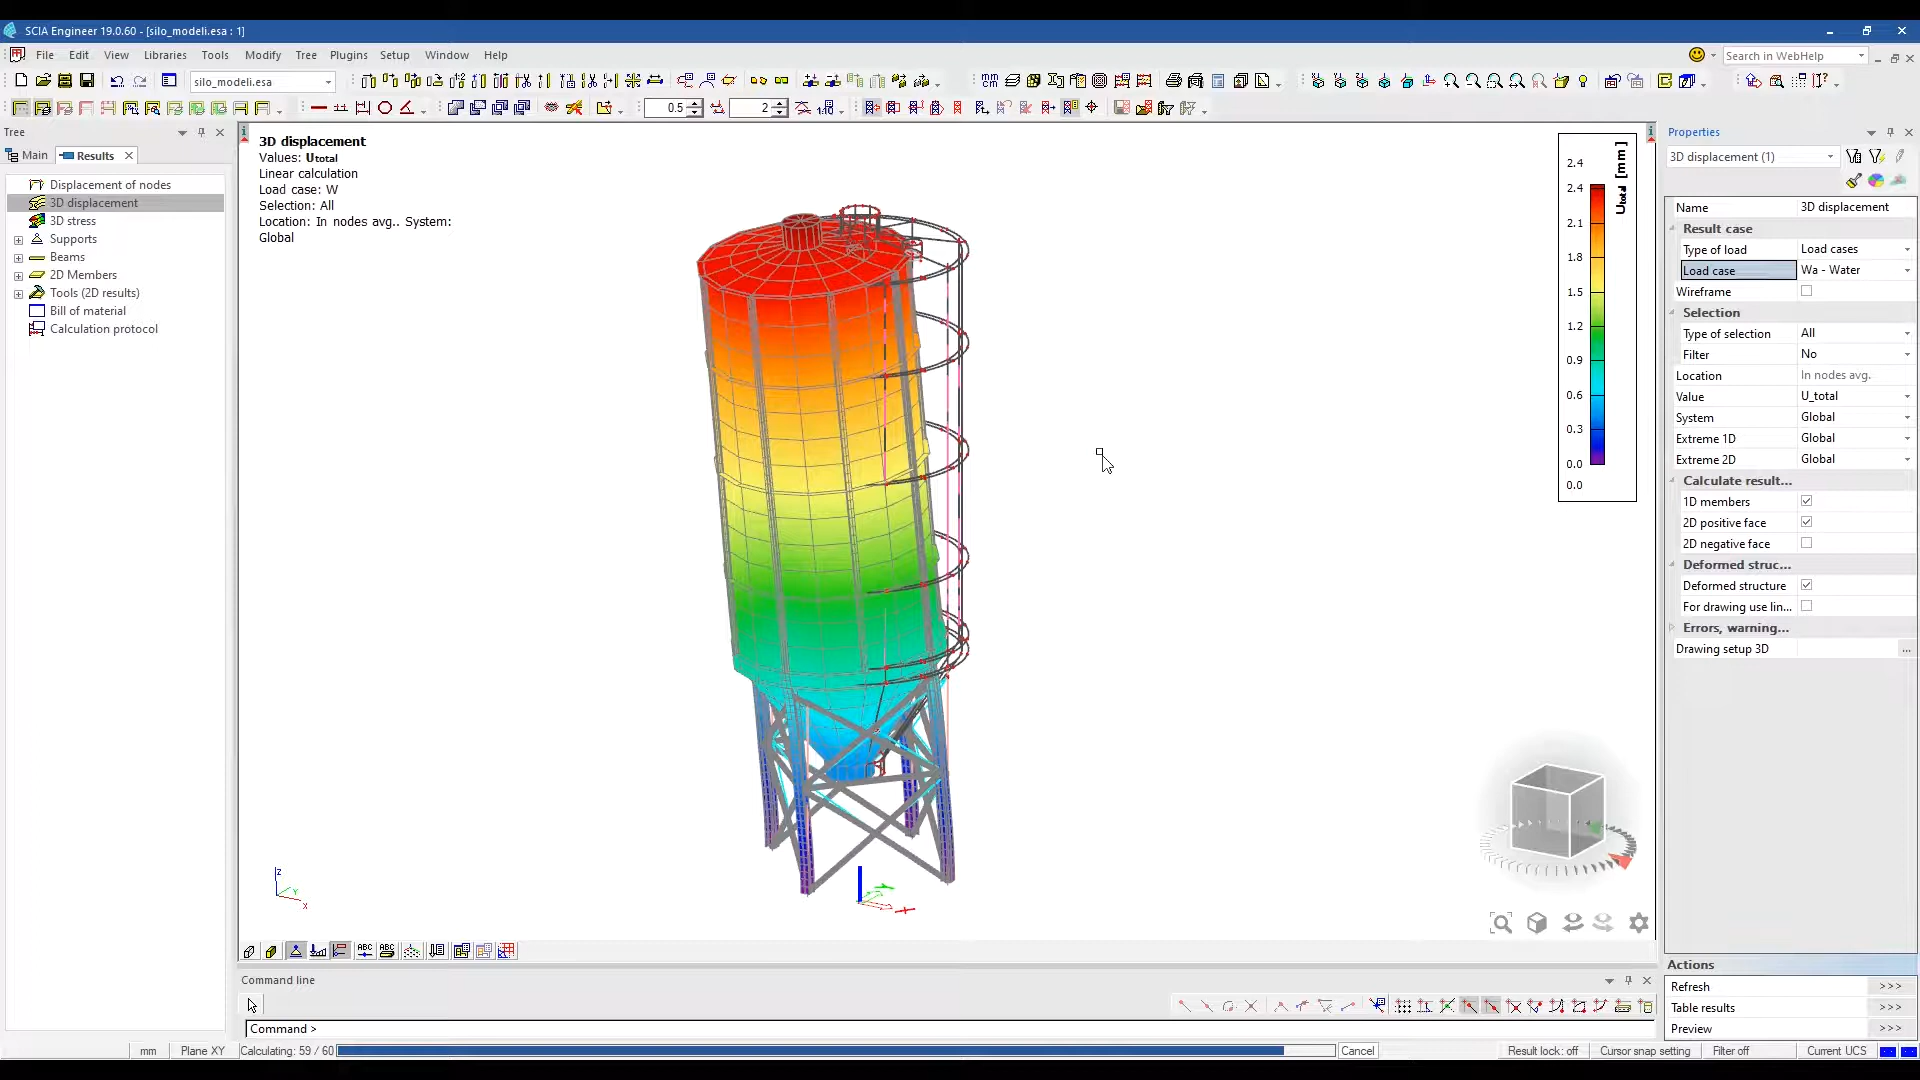 SCIA Engineer 19.0.60 - [silo_modeli.esa : 1]
File Edit View Libraries Tools Modify Tree Plugins Setup Window Help
Search in WebHelp
silo_modeli.esa
0.5
2
Tree
Main
Results
Displacement of nodes
3D displacement
3D stress
Supports
Beams
2D Members
Tools (2D results)
Bill of material
Calculation protocol
3D displacement
Values: Utotal
Linear calculation
Load case: W
Selection: All
Location: In nodes avg.. System:
Global
Utotal [mm]
2.4
2.4
2.1
1.8
1.5
1.2
0.9
0.6
0.3
0.0
0.0
Z
Y
X
Properties
3D displacement (1)
Name 3D displacement
Result case
Type of load Load cases
Load case Wa - Water
Wireframe
Selection
Type of selection All
Filter No
Location In nodes avg.
Value U_total
System Global
Extreme 1D Global
Extreme 2D Global
Calculate result...
1D members
2D positive face
2D negative face
Deformed struc...
Deformed structure
For drawing use lin...
Errors, warning...
Drawing setup 3D ...
Actions
Refresh >>>
Table results >>>
Preview >>>
ABC ABC
Command line
Command >
mm Plane XY Calculating: 59 / 60 Cancel Result lock: off Cursor snap setting Filter off Current UCS